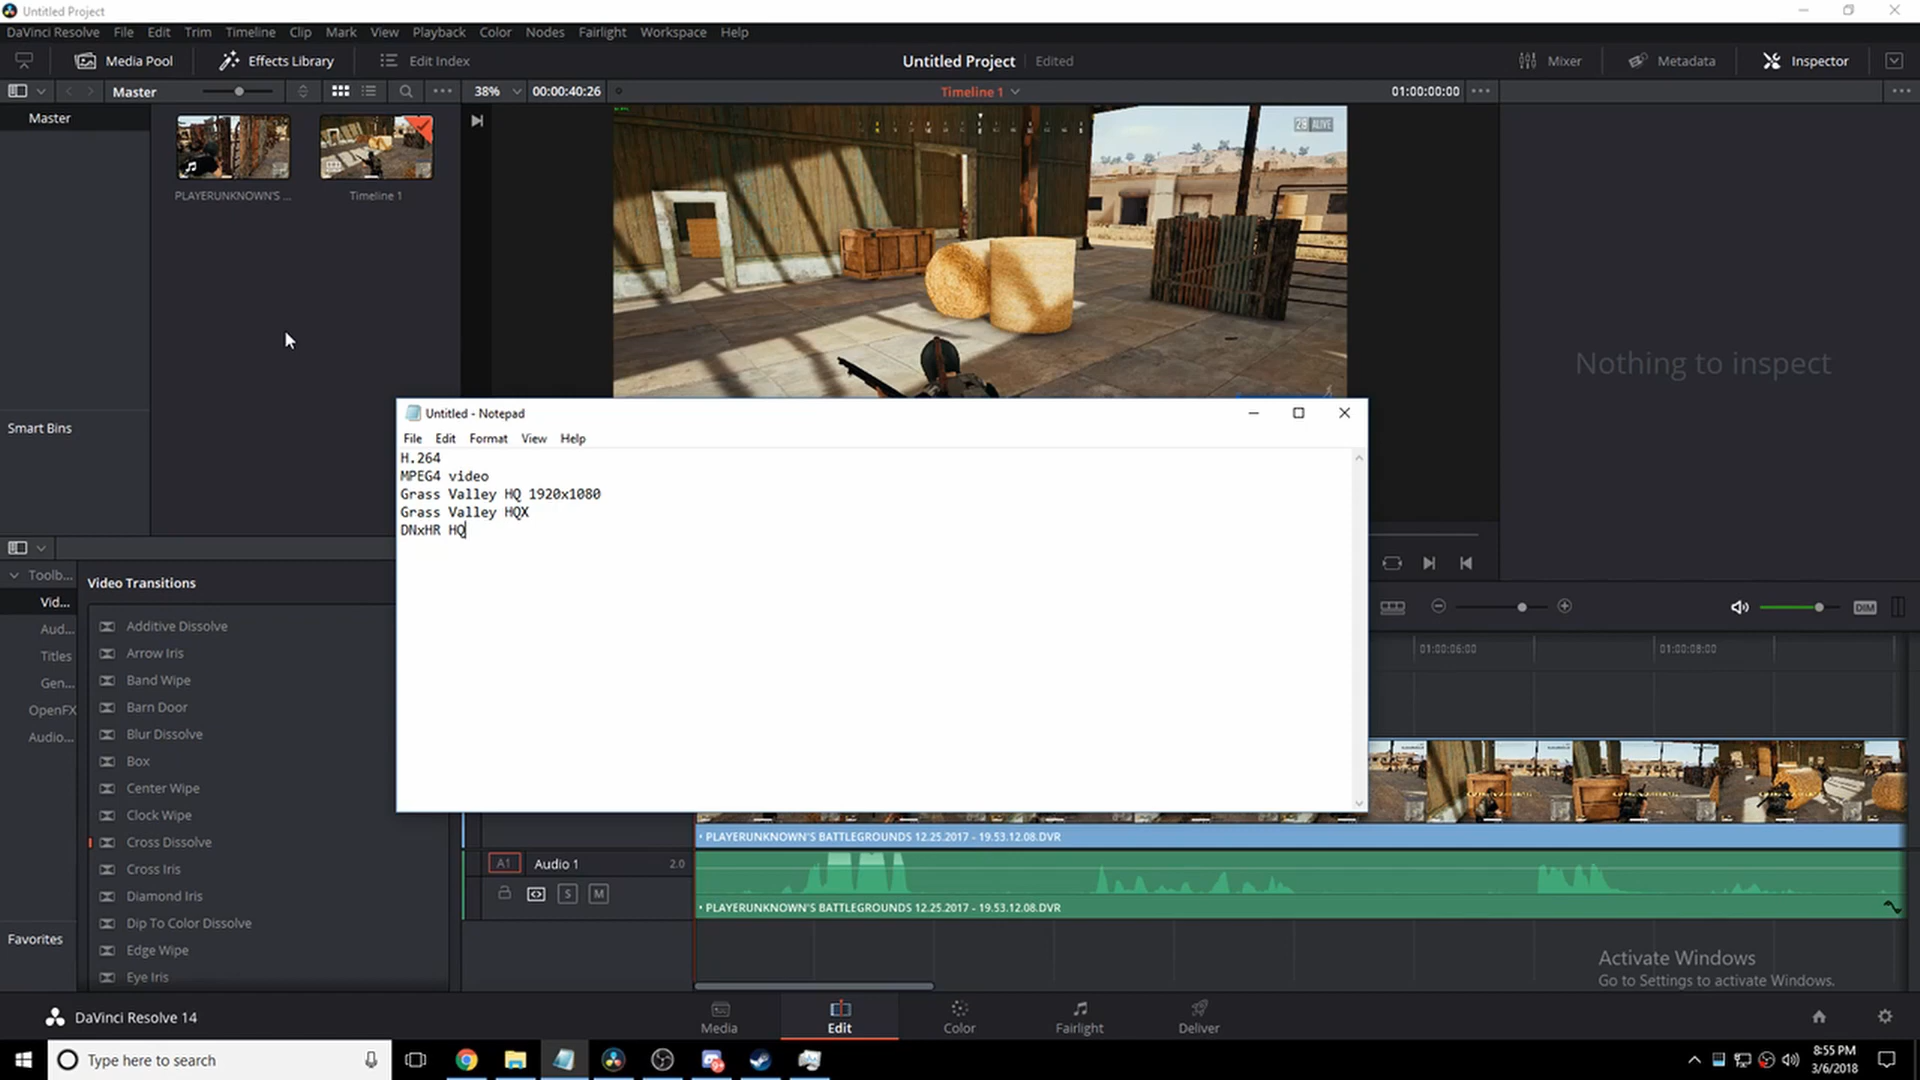 Untitled Project
DaVinci Resolve File Edit Trim Timeline Clip Mark View Playback Color Nodes Fairlight Workspace Help
Media Pool Effects Library Edit Index Untitled Project Edited Mixer Metadata Inspector
Master 38% 00:00:40:26 Timeline 1 01:00:00:00
Master
28 ALIVE
PLAYERUNKNOWN'S ... Timeline 1
Nothing to inspect
Smart Bins
Untitled - Notepad
File Edit Format View Help
H.264
MPEG4 video
Grass Valley HQ 1920x1080
Grass Valley HQX
DNxHR HQ
Toolb...
Vid...
Aud...
Titles
Gen...
OpenFX
Audio...
Favorites
Video Transitions
Additive Dissolve
Arrow Iris
Band Wipe
Barn Door
Blur Dissolve
Box
Center Wipe
Clock Wipe
Cross Dissolve
Cross Iris
Diamond Iris
Dip To Color Dissolve
Edge Wipe
Eye Iris
DIM
01:00:06:00 01:00:08:00
PLAYERUNKNOWN'S BATTLEGROUNDS 12.25.2017 - 19.53.12.08.DVR
A1 Audio 1 2.0
S M
PLAYERUNKNOWN'S BATTLEGROUNDS 12.25.2017 - 19.53.12.08.DVR
Activate Windows
Go to Settings to activate Windows.
DaVinci Resolve 14
Media Edit Color Fairlight Deliver
Type here to search
8:55 PM
3/6/2018